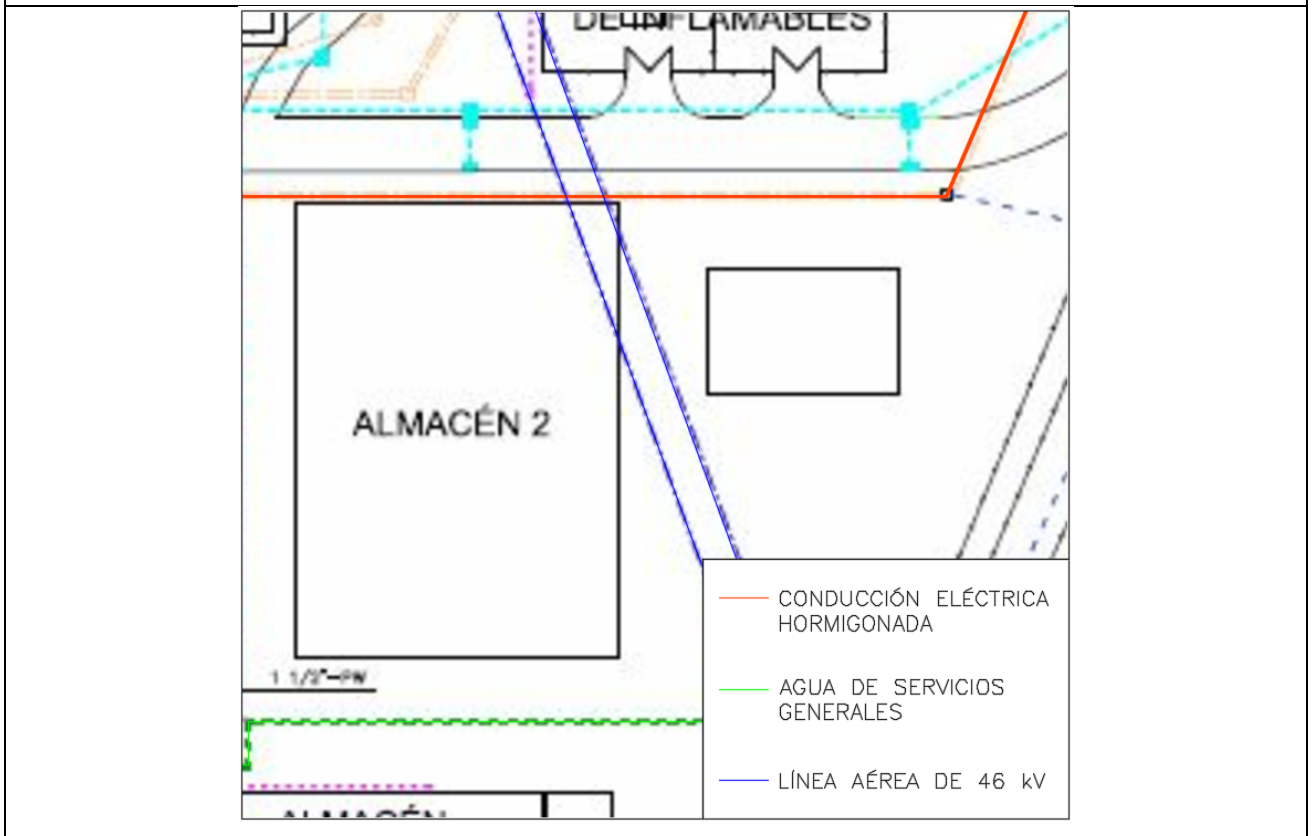 DE INFLAMABLES
ALMACÉN 2
1 1/2"-PW
CONDUCCIÓN ELÉCTRICA
HORMIGONADA
AGUA DE SERVICIOS
GENERALES
LÍNEA AÉREA DE 46 kV
ALMACÉN